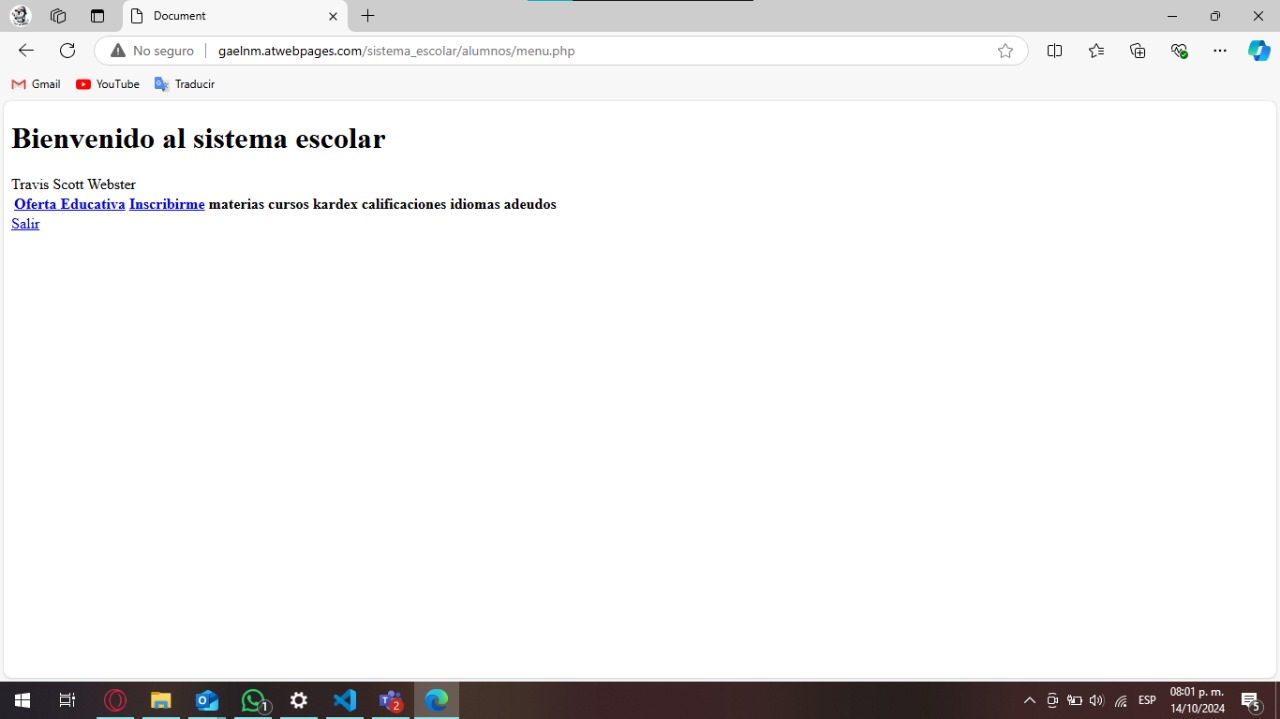 Document
No seguro
gaelnm.atwebpages.com/sistema_escolar/alumnos/menu.php
Gmail YouTube Traducir
Bienvenido al sistema escolar
Travis Scott Webster
Oferta Educativa Inscribirme materias cursos kardex calificaciones idiomas adeudos
Salir
1
2
ESP
08:01 p. m.
14/10/2024
5